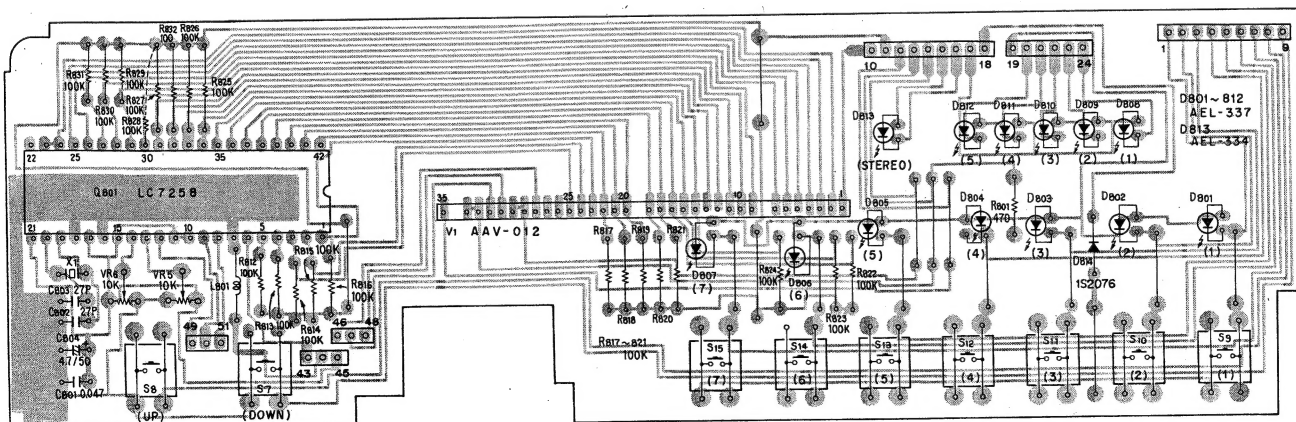 R832 R826
100 100K
R831
100K
R829
100K
R825
100K
R830
100K
R827
100K
R828
100K
10 18 19 24 1 9
D801~812
AEL-337
D813
AEL-334
D813
(STEREO)
D812 D811 D810 D809 D808
(5) (4) (3) (2) (1)
22 25 30 35 42
Q801 LC7258
21 15 10 5
35 25 20 10 1
V1 AAV-012
X1
C803 27P
C802 27P
C804
4.7/50
C801 0.047
VR6
10K
VR5
10K
L801
R812
100K
R815 100K
R816
100K
R813 100K
R814
100K
49 51
46 48
43 45
S8
(UP)
S7
(DOWN)
R817 R819 R821
R818 R820
D807
(7)
R824
100K
D806
(6)
R822
100K
R823
100K
D805
(5)
D804
(4)
R801
470
D803
(3)
D802
(2)
D801
(1)
D814
1S2076
R817~821
100K
S15 S14 S13 S12 S11 S10 S9
(7) (6) (5) (4) (3) (2) (1)